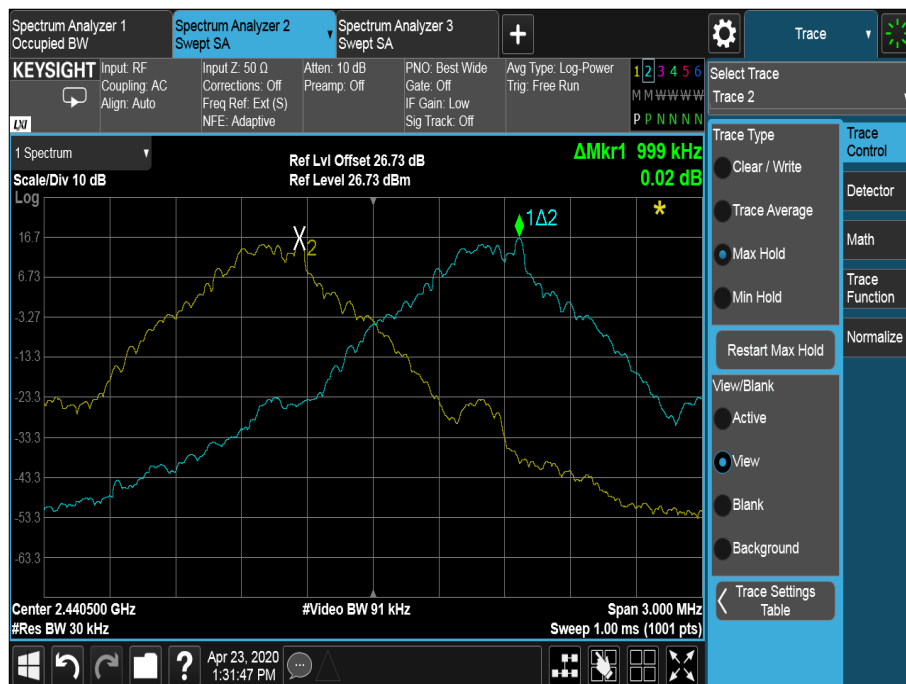 Spectrum Analyzer 1
Occupied BW
Spectrum Analyzer 2
Swept SA
Spectrum Analyzer 3
Swept SA
+
Trace
KEYSIGHT
LXI
Input: RF
Coupling: AC
Align: Auto
Input Z: 50 Ω
Corrections: Off
Freq Ref: Ext (S)
NFE: Adaptive
Atten: 10 dB
Preamp: Off
PNO: Best Wide
Gate: Off
IF Gain: Low
Sig Track: Off
Avg Type: Log-Power
Trig: Free Run
1 2 3 4 5 6
M M W W W W
P P N N N N
Select Trace
Trace 2
1 Spectrum
Scale/Div 10 dB
Ref Lvl Offset 26.73 dB
Ref Level 26.73 dBm
ΔMkr1 999 kHz
0.02 dB
Log
16.7
6.73
-3.27
-13.3
-23.3
-33.3
-43.3
-53.3
-63.3
X2
1Δ2
*
Center 2.440500 GHz
#Res BW 30 kHz
#Video BW 91 kHz
Span 3.000 MHz
Sweep 1.00 ms (1001 pts)
Trace Type
Clear / Write
Trace Average
Max Hold
Min Hold
Restart Max Hold
View/Blank
Active
View
Blank
Background
Trace Settings
Table
Trace
Control
Detector
Math
Trace
Function
Normalize
?
Apr 23, 2020
1:31:47 PM